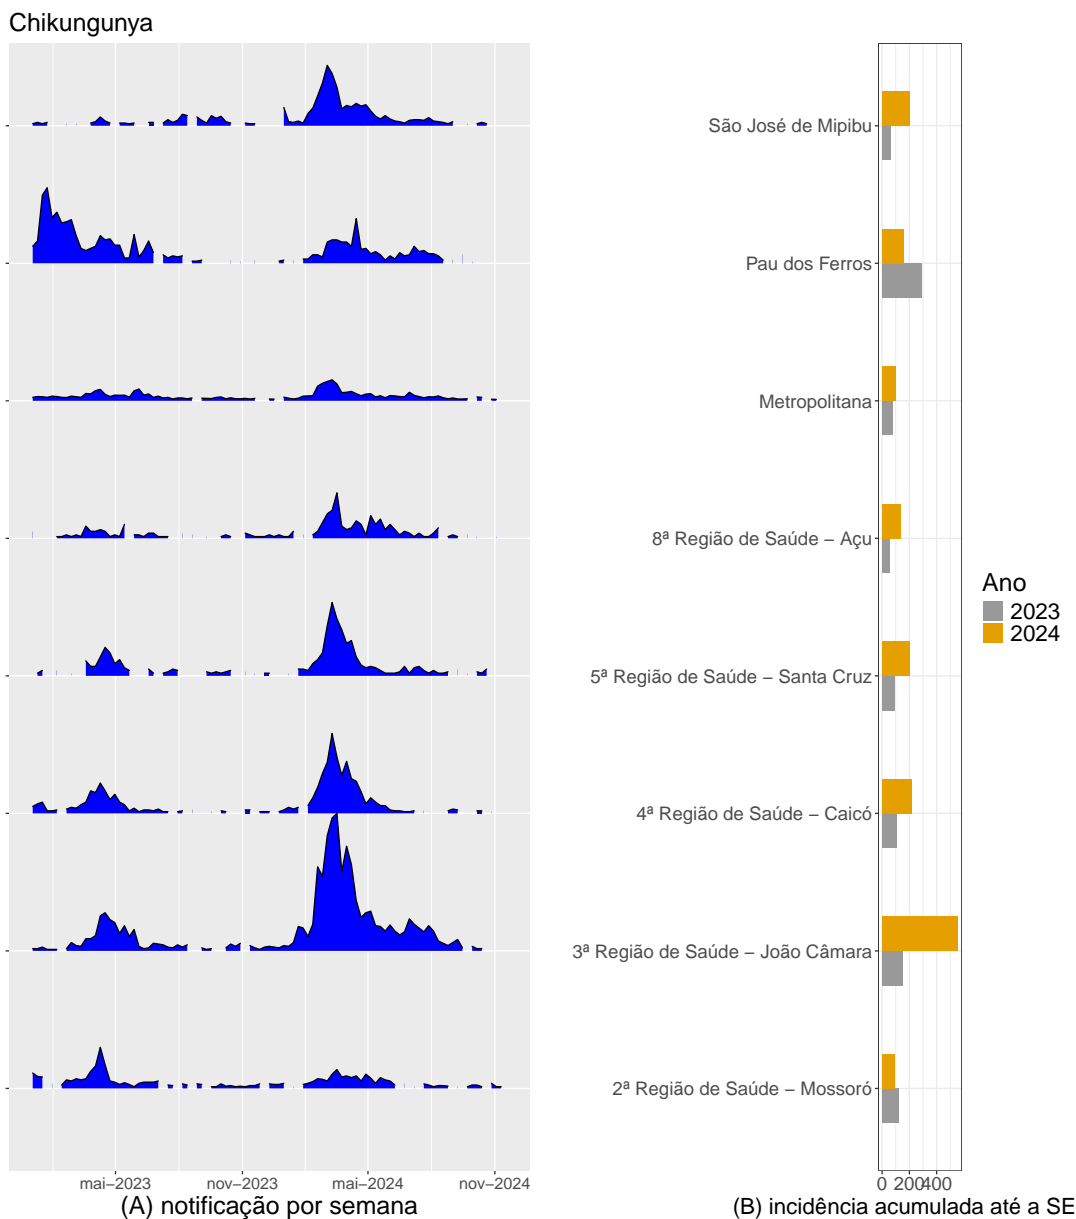 Chikungunya
São José de Mipibu
Pau dos Ferros
Metropolitana
8ª Região de Saúde − Açu
5ª Região de Saúde − Santa Cruz
4ª Região de Saúde − Caicó
3ª Região de Saúde − João Câmara
2ª Região de Saúde − Mossoró
Ano
2023
2024
mai−2023 nov−2023 mai−2024 nov−2024
(A) notificação por semana
0 200 400
(B) incidência acumulada até a SE